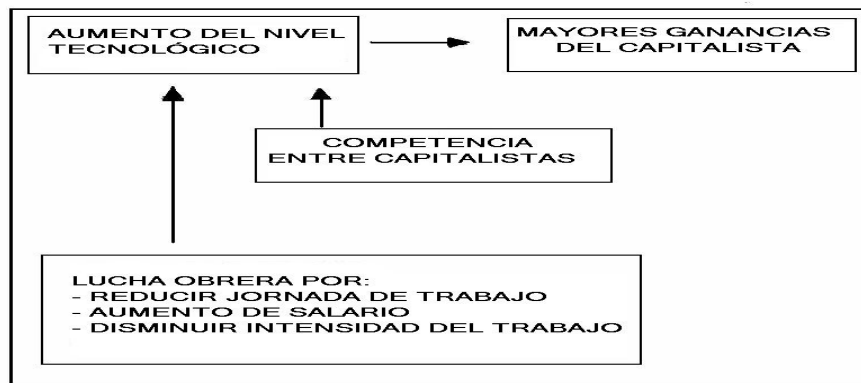 AUMENTO DEL NIVEL
TECNOLÓGICO
MAYORES GANANCIAS
DEL CAPITALISTA
COMPETENCIA
ENTRE CAPITALISTAS
LUCHA OBRERA POR:
- REDUCIR JORNADA DE TRABAJO
- AUMENTO DE SALARIO
- DISMINUIR INTENSIDAD DEL TRABAJO